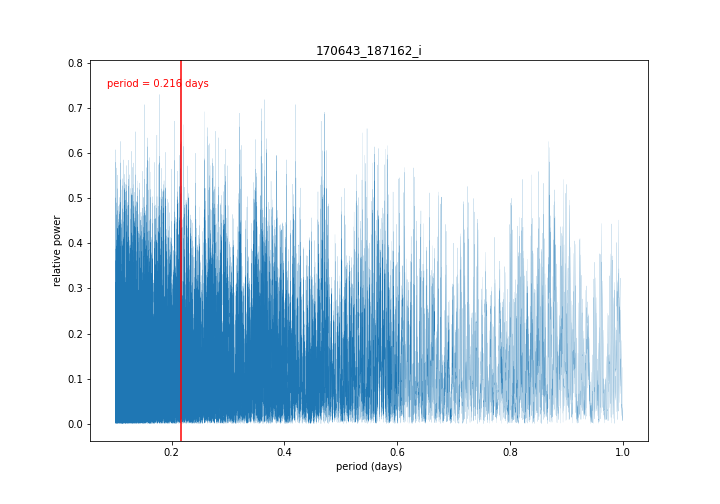 170643_187162_i
period = 0.216 days
relative power
0.8
0.7
0.6
0.5
0.4
0.3
0.2
0.1
0.0
0.2 0.4 0.6 0.8 1.0
period (days)